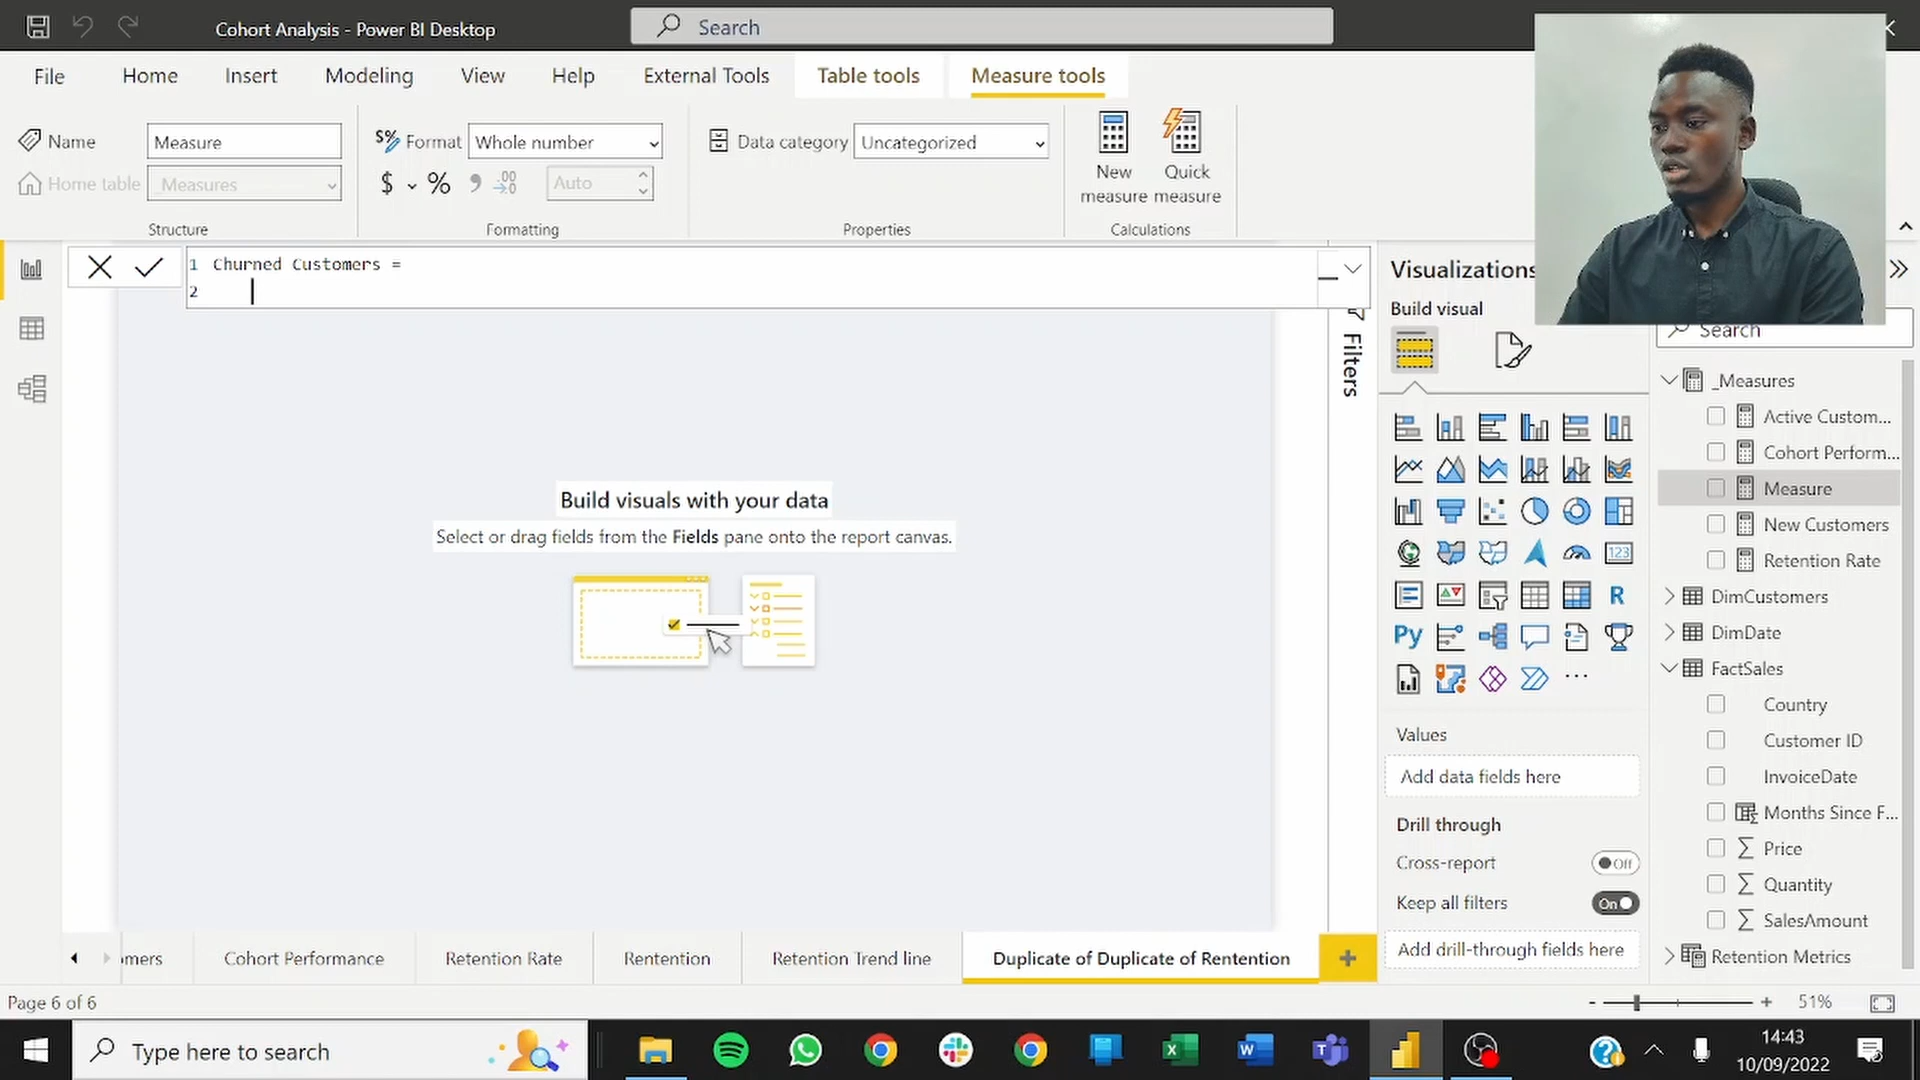 Cohort Analysis - Power BI Desktop
Search
File
Home
Insert
Modeling
View
Help
External Tools
Table tools
Measure tools
Name
Measure
Home table
_Measures
Structure
$%
Format
Whole number
$
%
.00
Auto
Formatting
Data category
Uncategorized
Properties
New measure
Quick measure
Calculations
1 Churned Customers =
2
Build visuals with your data
Select or drag fields from the Fields pane onto the report canvas.
Filters
Visualizations
Build visual
123
R
Py
...
Values
Add data fields here
Drill through
Cross-report
Off
Keep all filters
On
Add drill-through fields here
Search
_Measures
Active Custom...
Cohort Perform...
Measure
New Customers
Retention Rate
DimCustomers
DimDate
FactSales
Country
Customer ID
InvoiceDate
Months Since F...
Price
Quantity
SalesAmount
Retention Metrics
omers
Cohort Performance
Retention Rate
Rentention
Retention Trend line
Duplicate of Duplicate of Rentention
+
Page 6 of 6
- + 51%
Type here to search
14:43
10/09/2022